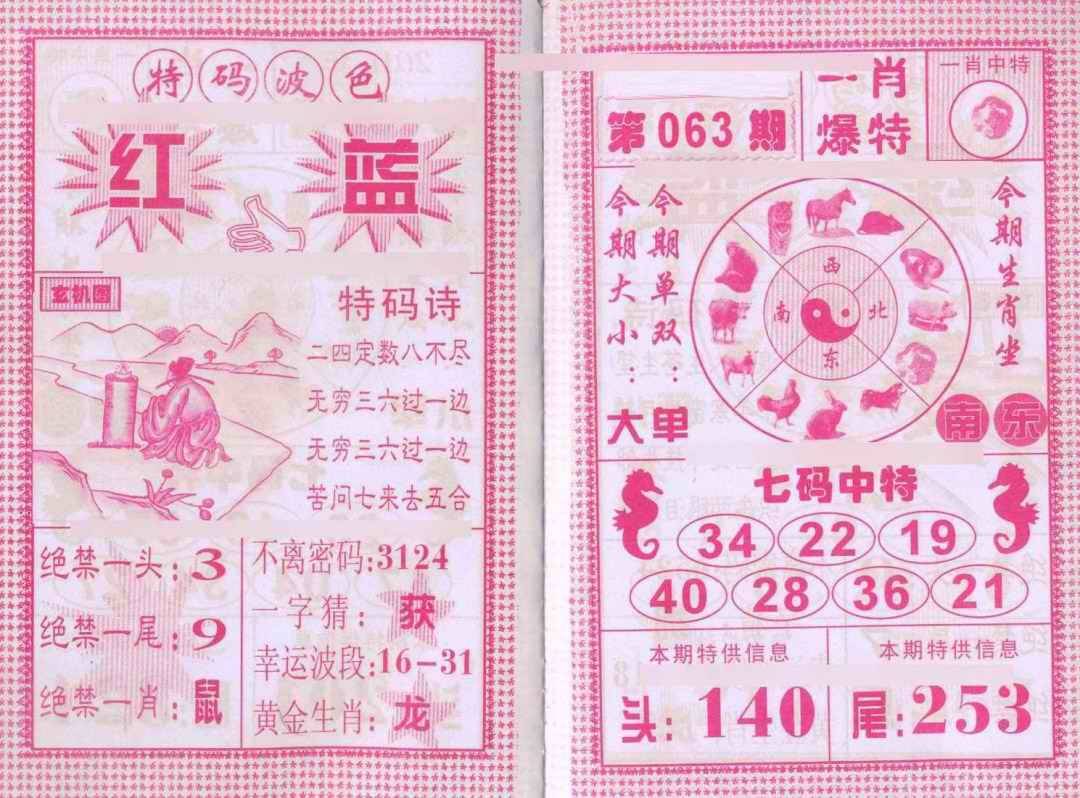 特码波色
红 蓝
玄机图
特码诗
二四定数八不尽
无穷三六过一边
无穷三六过一边
苦问七来去五合
绝禁一头:3
绝禁一尾:9
绝禁一肖:鼠
不离密码:3124
一字猜:获
幸运波段:16-31
黄金生肖:龙
第063期
一肖
爆特
一肖中特
今期大小:大
今期单双:单
西
南 北
东
今期生肖坐
南东
七码中特
34 22 19
40 28 36 21
本期特供信息
头:140
本期特供信息
尾:253